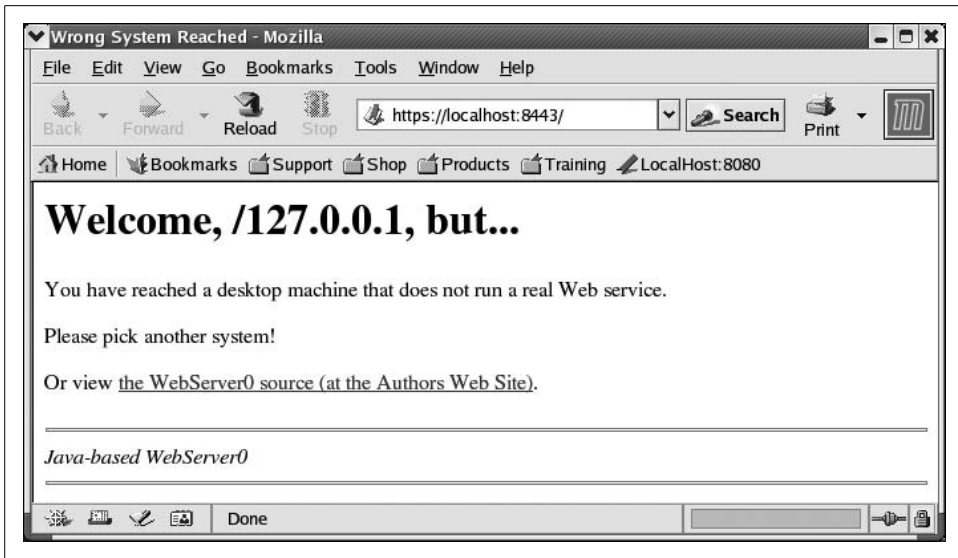 Wrong System Reached - Mozilla
File Edit View Go Bookmarks Tools Window Help
Back Forward Reload Stop https://localhost:8443/ Search Print
Home Bookmarks Support Shop Products Training LocalHost:8080
Welcome, /127.0.0.1, but...
You have reached a desktop machine that does not run a real Web service.
Please pick another system!
Or view the WebServer0 source (at the Authors Web Site).
Java-based WebServer0
Done